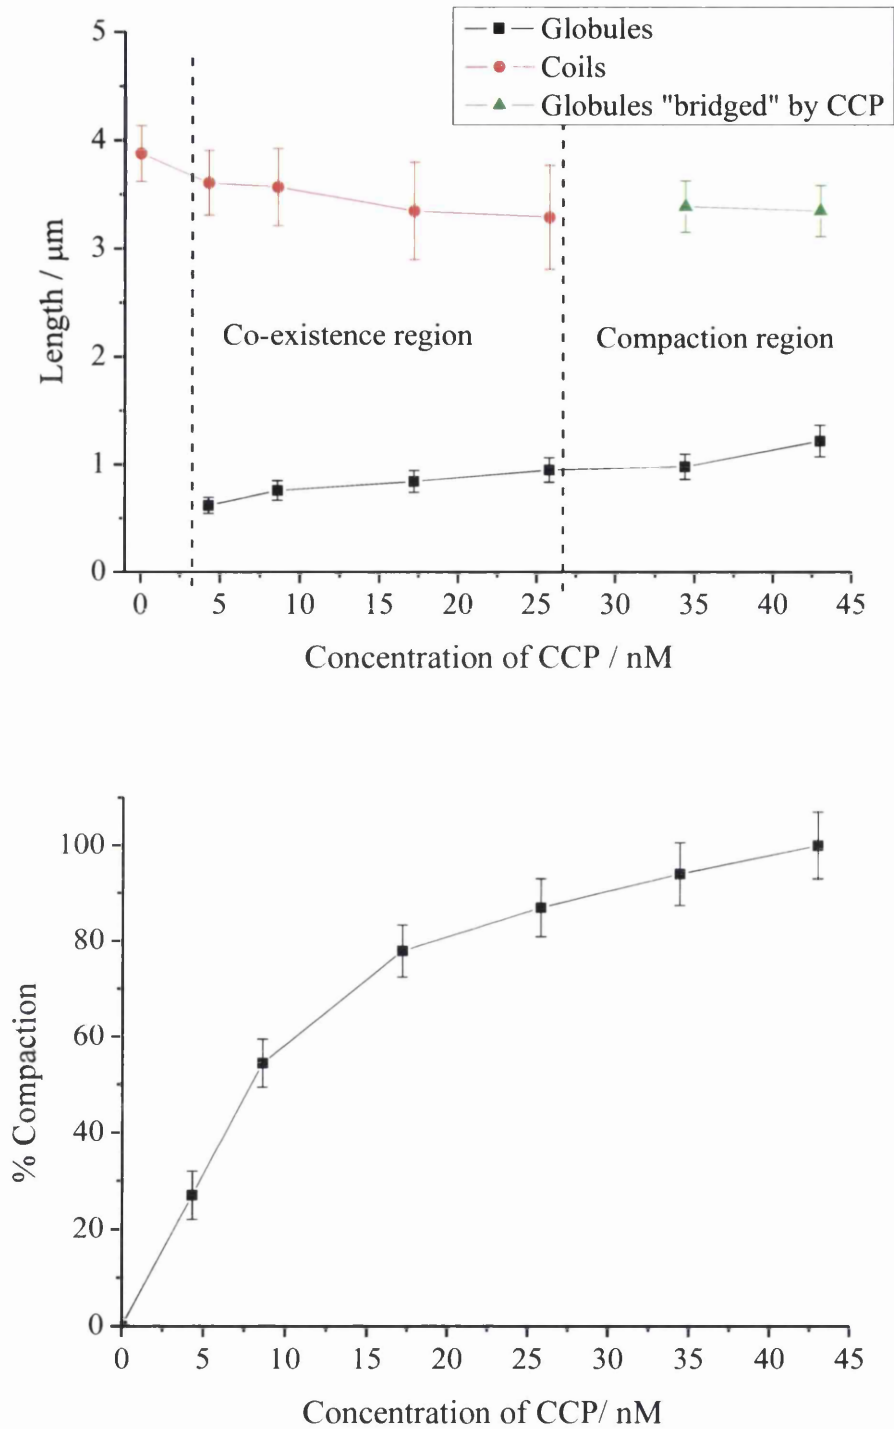 Globules
Coils
Globules "bridged" by CCP
5
4
3
2
1
0
Length / μm
Co-existence region
Compaction region
0 5 10 15 20 25 30 35 40 45
Concentration of CCP / nM
100
80
60
40
20
0
% Compaction
0 5 10 15 20 25 30 35 40 45
Concentration of CCP/ nM